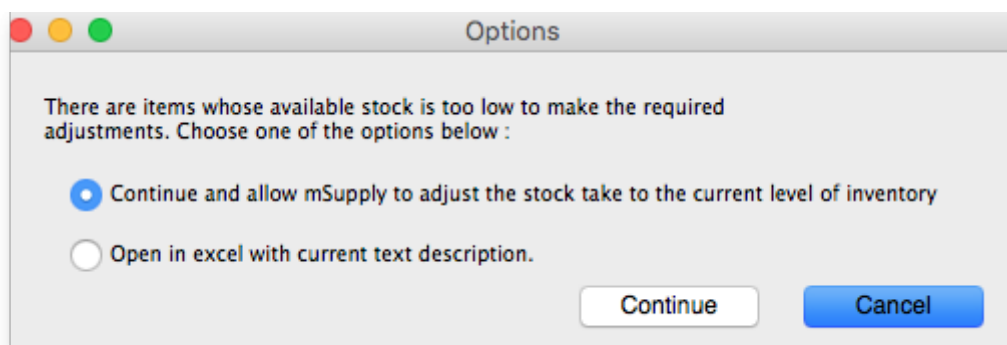 Options
There are items whose available stock is too low to make the required
adjustments. Choose one of the options below :
Continue and allow mSupply to adjust the stock take to the current level of inventory
Open in excel with current text description.
Continue
Cancel